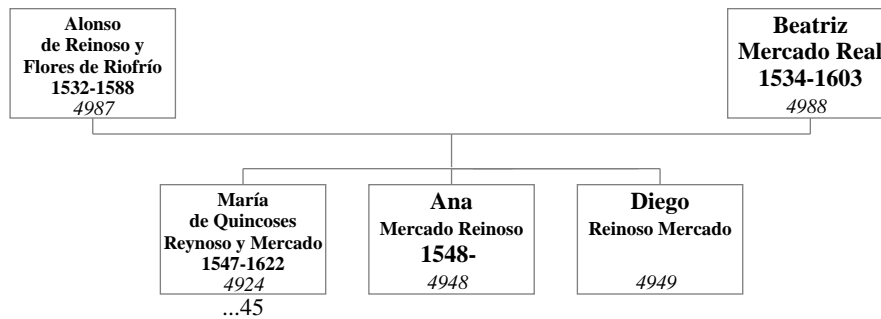 Alonso
de Reinoso y
Flores de Riofrío
1532-1588
4987
Beatriz
Mercado Real
1534-1603
4988
María
de Quincoses
Reynoso y Mercado
1547-1622
4924
...45
Ana
Mercado Reinoso
1548-
4948
Diego
Reinoso Mercado
4949